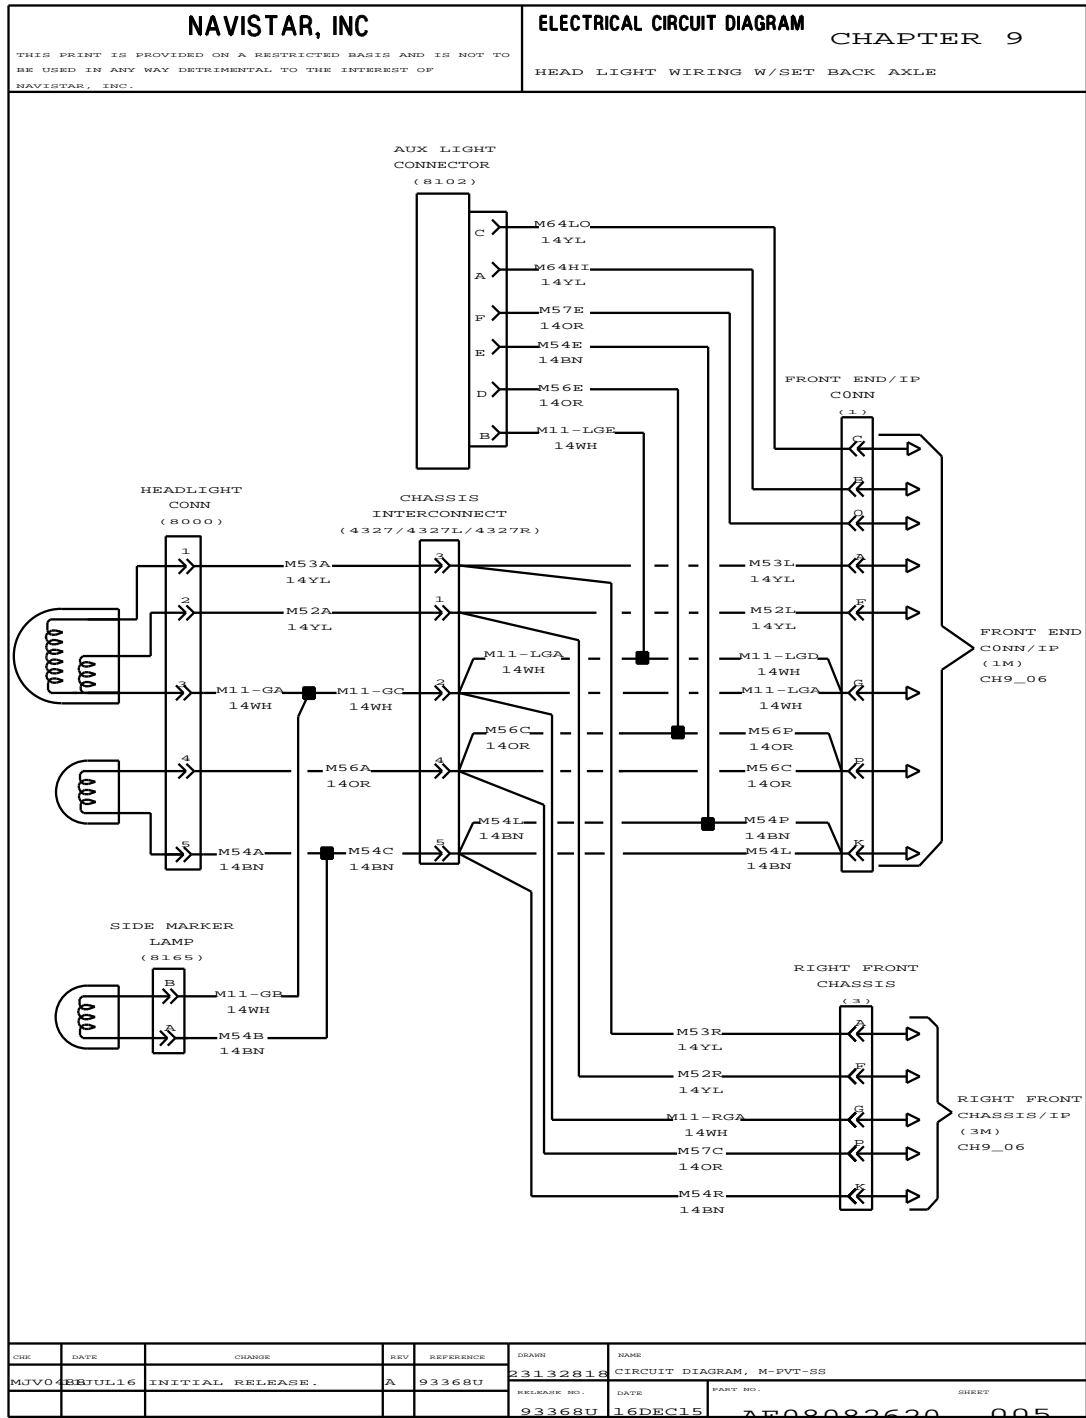 NAVISTAR, INC
THIS PRINT IS PROVIDED ON A RESTRICTED BASIS AND IS NOT TO
BE USED IN ANY WAY DETRIMENTAL TO THE INTEREST OF
NAVISTAR, INC.
ELECTRICAL CIRCUIT DIAGRAM
CHAPTER 9
HEAD LIGHT WIRING W/SET BACK AXLE
AUX LIGHT
CONNECTOR
(8102)
C
M64LO
14YL
A
M64HI
14YL
F
M57E
14OR
E
M54E
14BN
D
M56E
14OR
B
M11-LGE
14WH
FRONT END/IP
CONN
(1)
C
B
O
A
F
G
P
K
HEADLIGHT
CONN
(8000)
1
2
3
4
5
CHASSIS
INTERCONNECT
(4327/4327L/4327R)
3
1
2
4
5
M53A
14YL
M52A
14YL
M11-GA
14WH
M11-GC
14WH
M56A
14OR
M54A
14BN
M54C
14BN
M53L
14YL
M52L
14YL
M11-LGA
14WH
M11-LGD
14WH
M11-LGA
14WH
M56C
14OR
M56P
14OR
M56C
14OR
M54L
14BN
M54P
14BN
M54L
14BN
FRONT END
CONN/IP
(1M)
CH9_06
SIDE MARKER
LAMP
(8165)
B
M11-GB
14WH
A
M54B
14BN
RIGHT FRONT
CHASSIS
(3)
A
M53R
14YL
F
M52R
14YL
G
M11-RGA
14WH
P
M57C
14OR
K
M54R
14BN
RIGHT FRONT
CHASSIS/IP
(3M)
CH9_06
CHK DATE CHANGE REV REFERENCE
INITIAL RELEASE. A 93368U
DRAWN
23132818
NAME
CIRCUIT DIAGRAM, M-PVT-SS
RELEASE NO.
93368U
DATE
16DEC15
PART NO.
SHEET
005